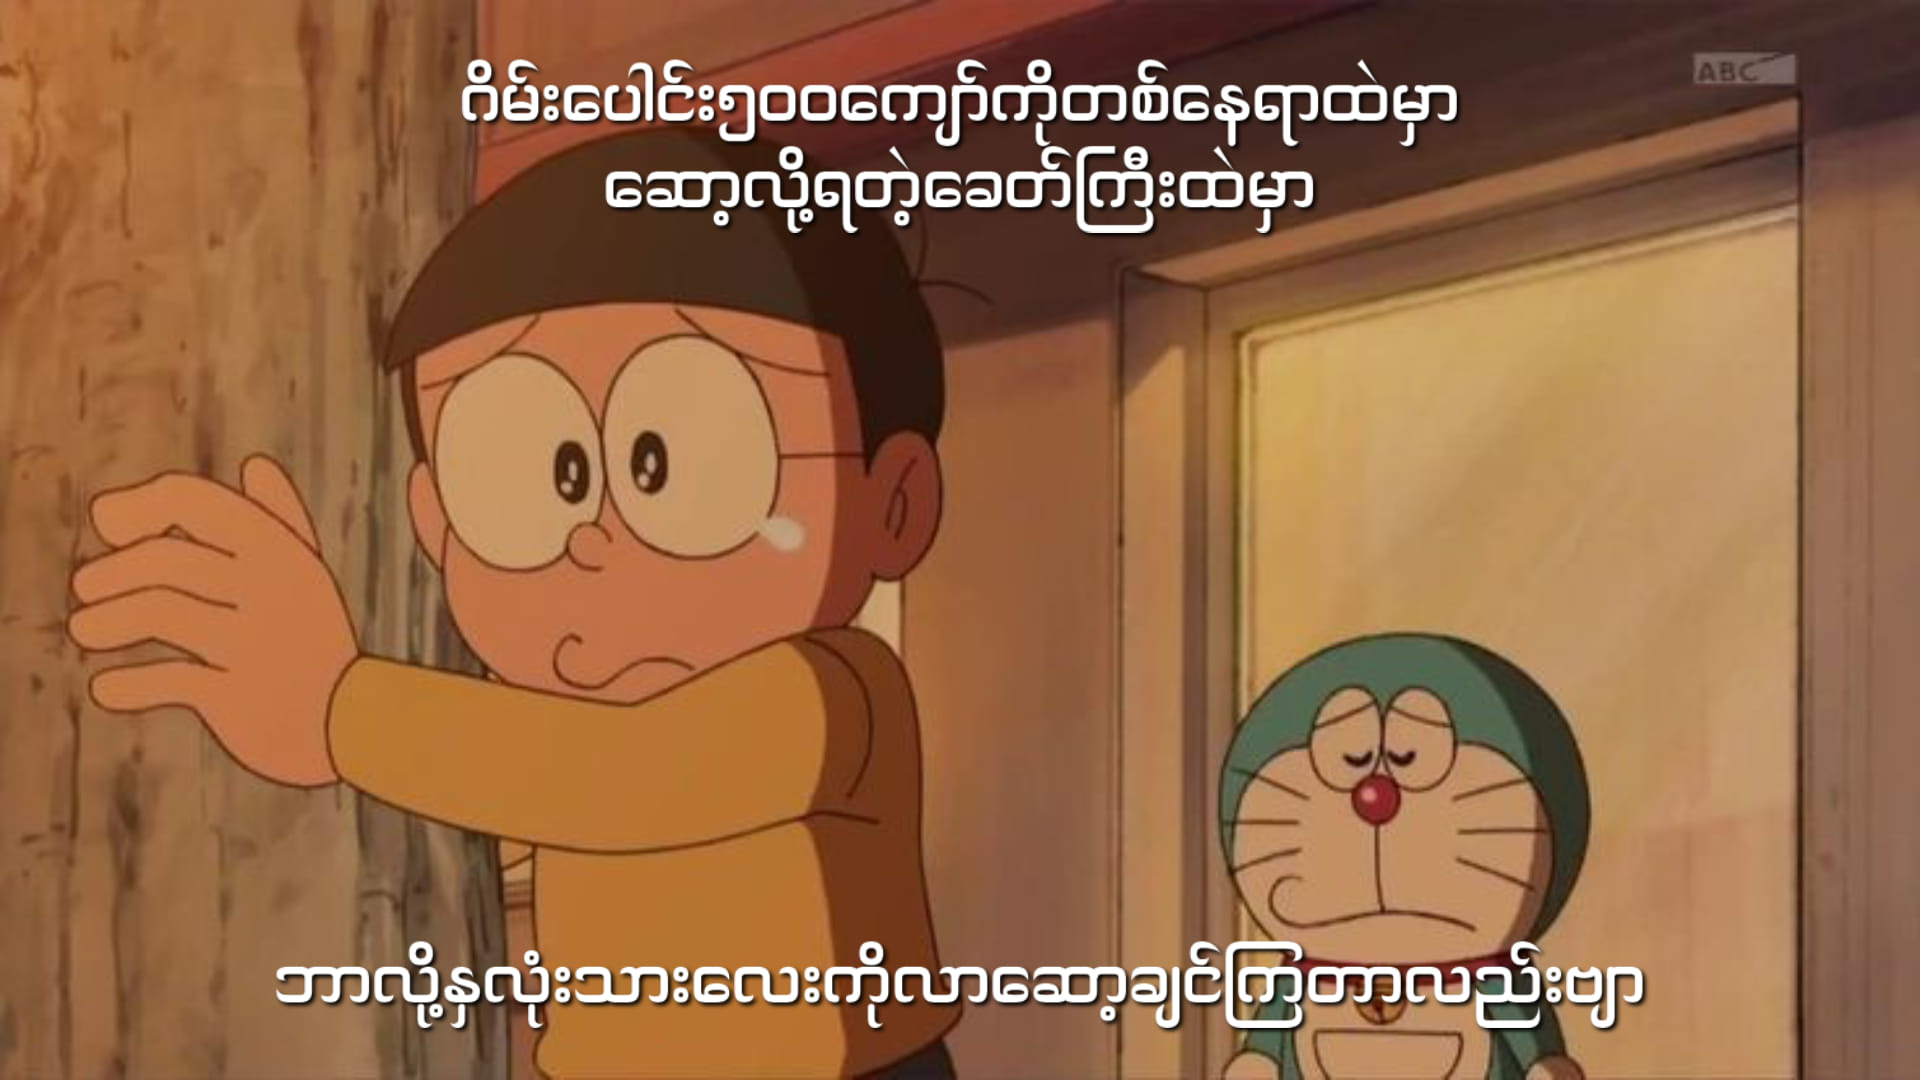 ဂိမ်းပေါင်း၅၀၀ကျော်ကိုတစ်နေရာထဲမှာ
ဆော့လို့ရတဲ့ခေတ်ကြီးထဲမှာ
ABC
ဘာလို့နှလုံးသားလေးကိုလာဆော့ချင်ကြတာလည်းဗျာ